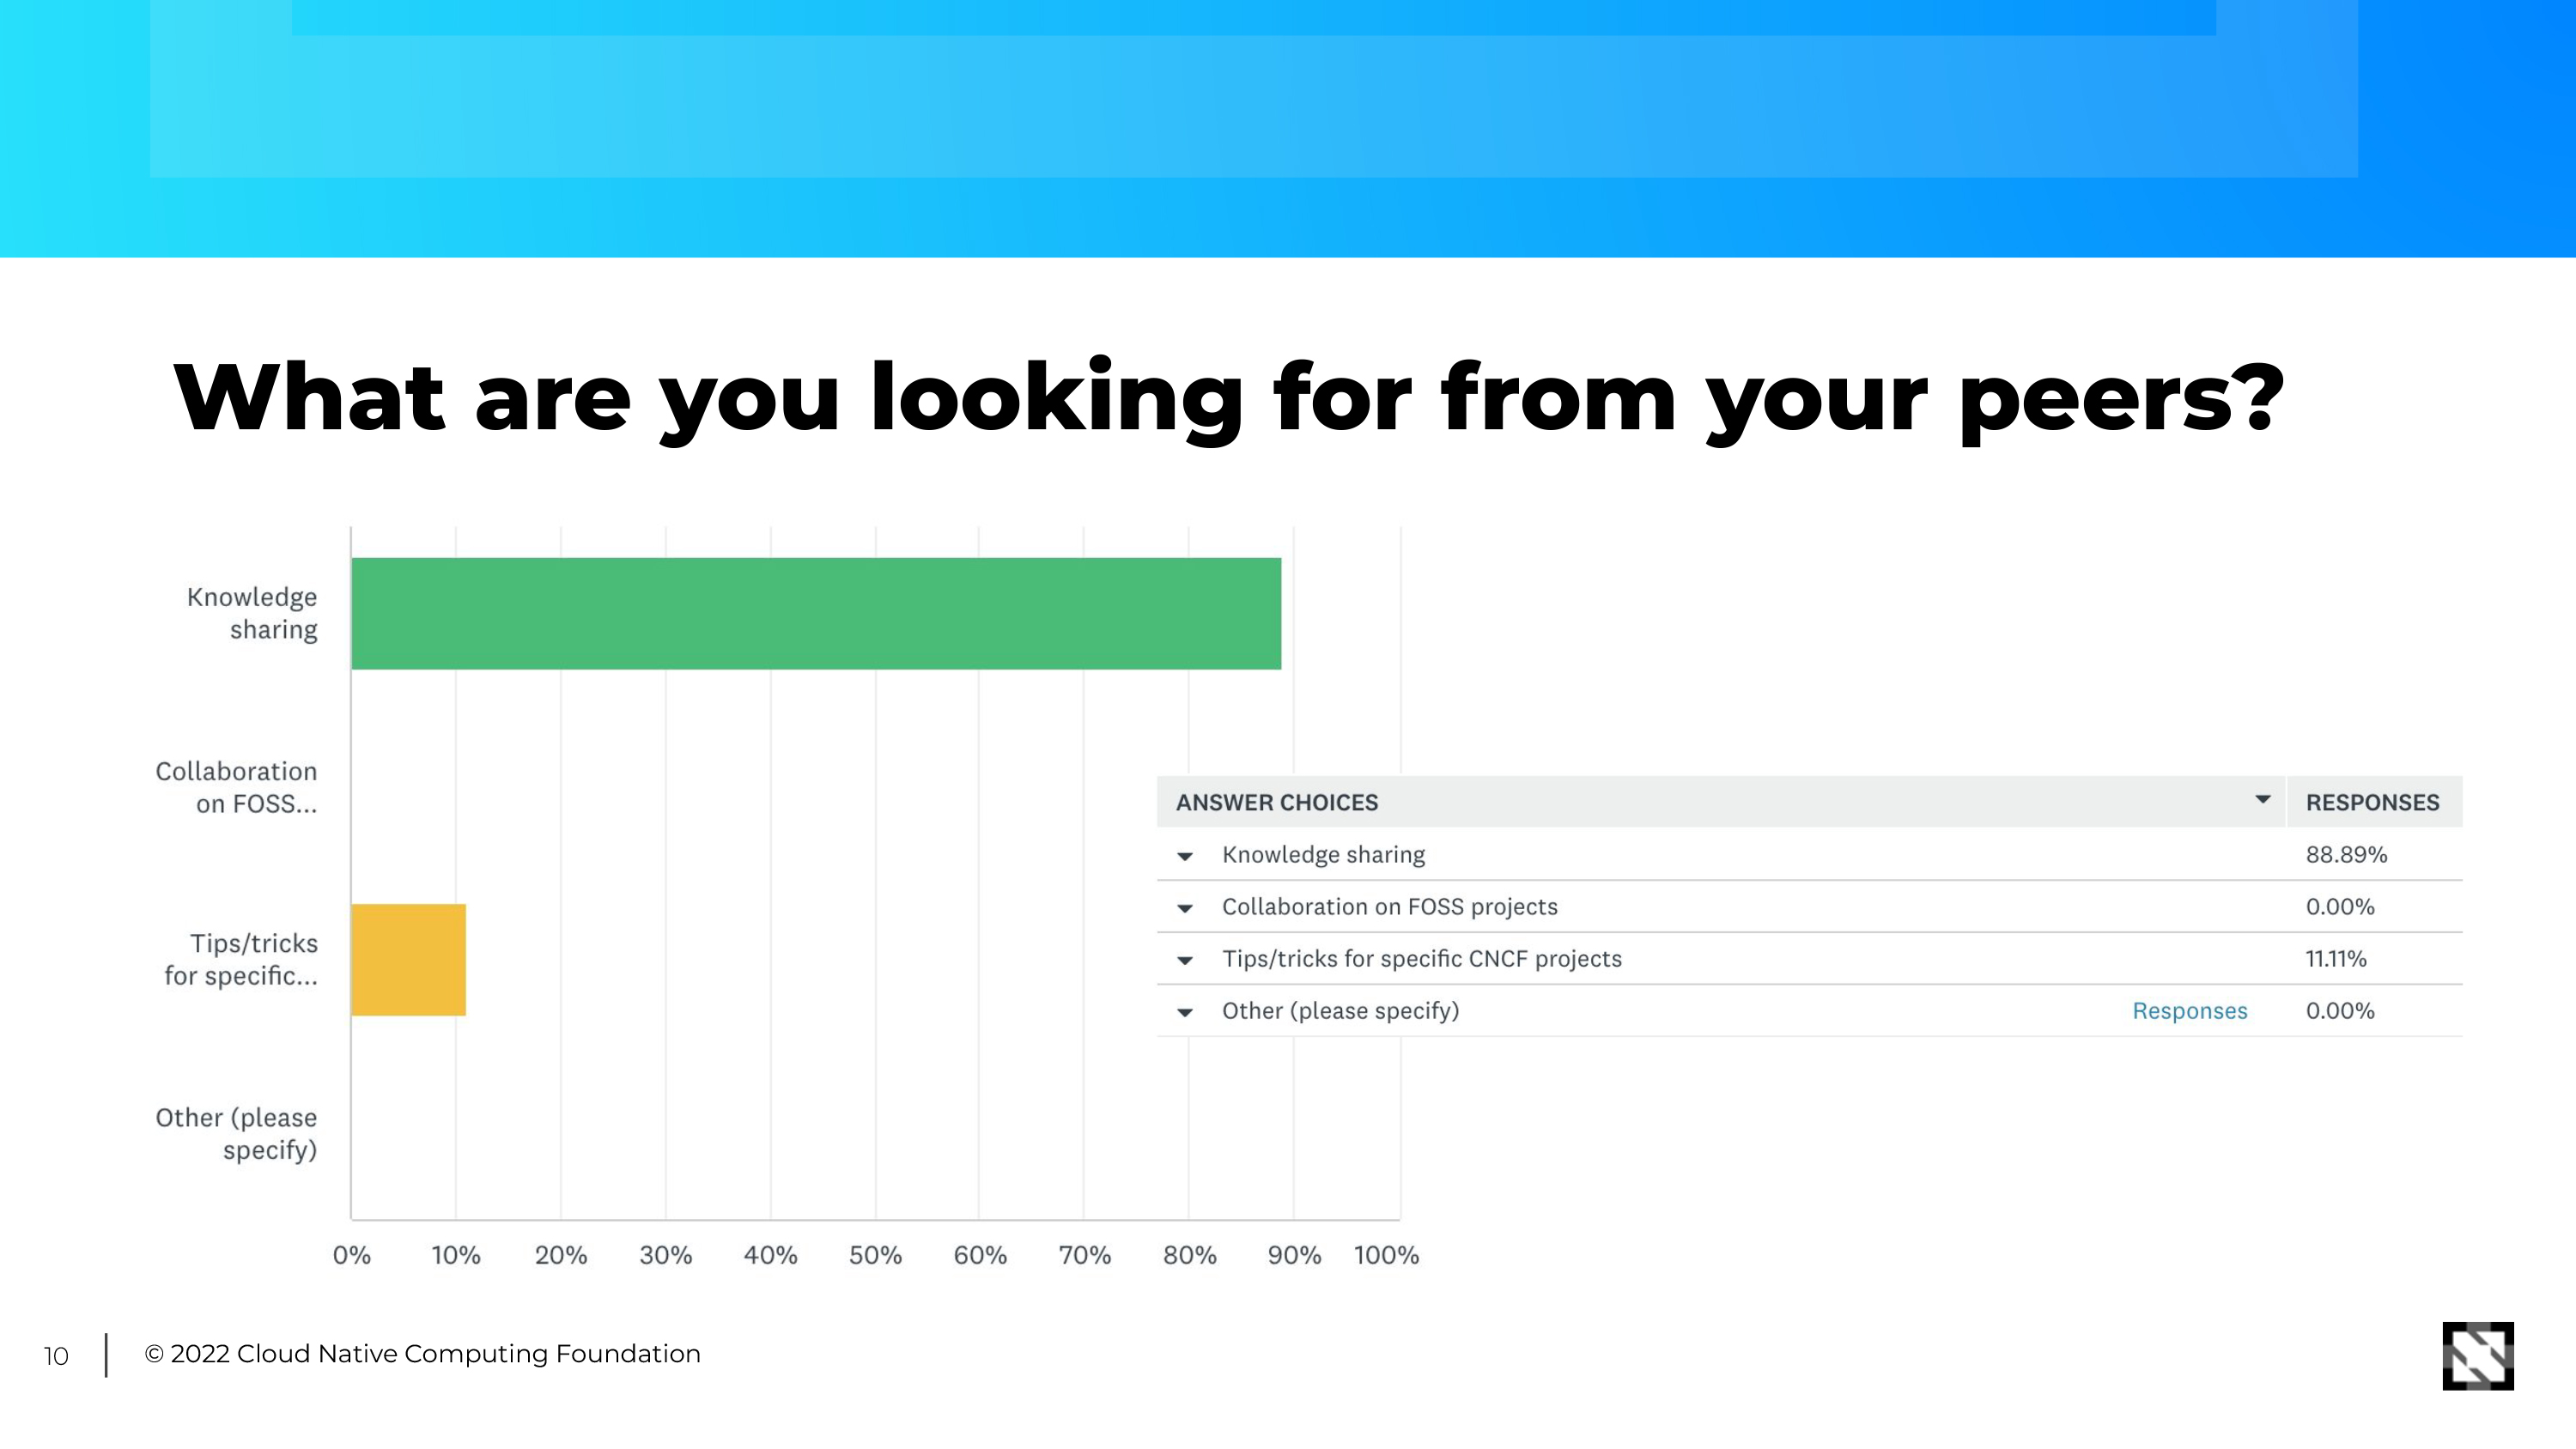 What are you looking for from your peers?
Knowledge
sharing
Collaboration
on FOSS...
Tips/tricks
for specific...
Other (please
specify)
0% 10% 20% 30% 40% 50% 60% 70% 80% 90% 100%
ANSWER CHOICES RESPONSES
Knowledge sharing 88.89%
Collaboration on FOSS projects 0.00%
Tips/tricks for specific CNCF projects 11.11%
Other (please specify) Responses 0.00%
10 © 2022 Cloud Native Computing Foundation